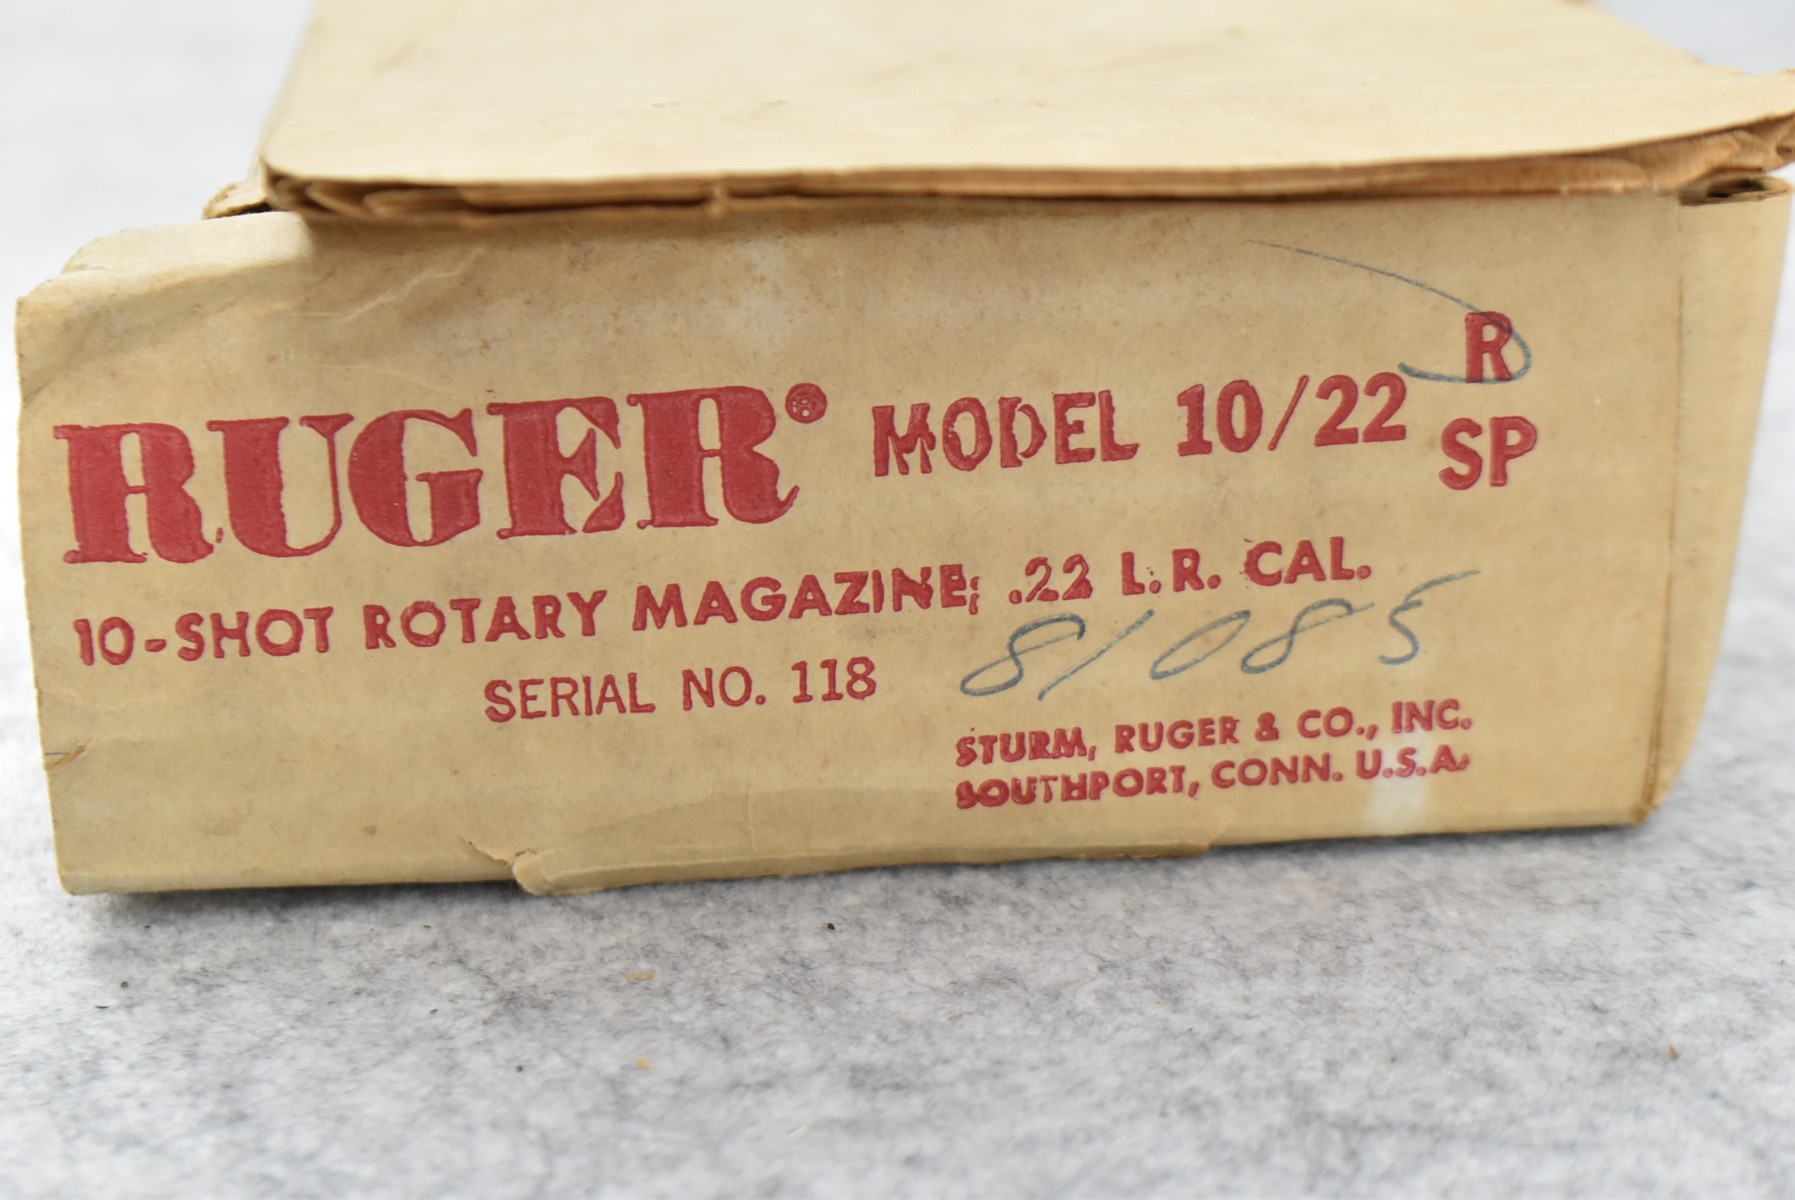 RUGER® MODEL 10/22 R
SP
10-SHOT ROTARY MAGAZINE; .22 L.R. CAL.
SERIAL NO. 118 81085
STURM, RUGER & CO., INC.
SOUTHPORT, CONN. U.S.A.